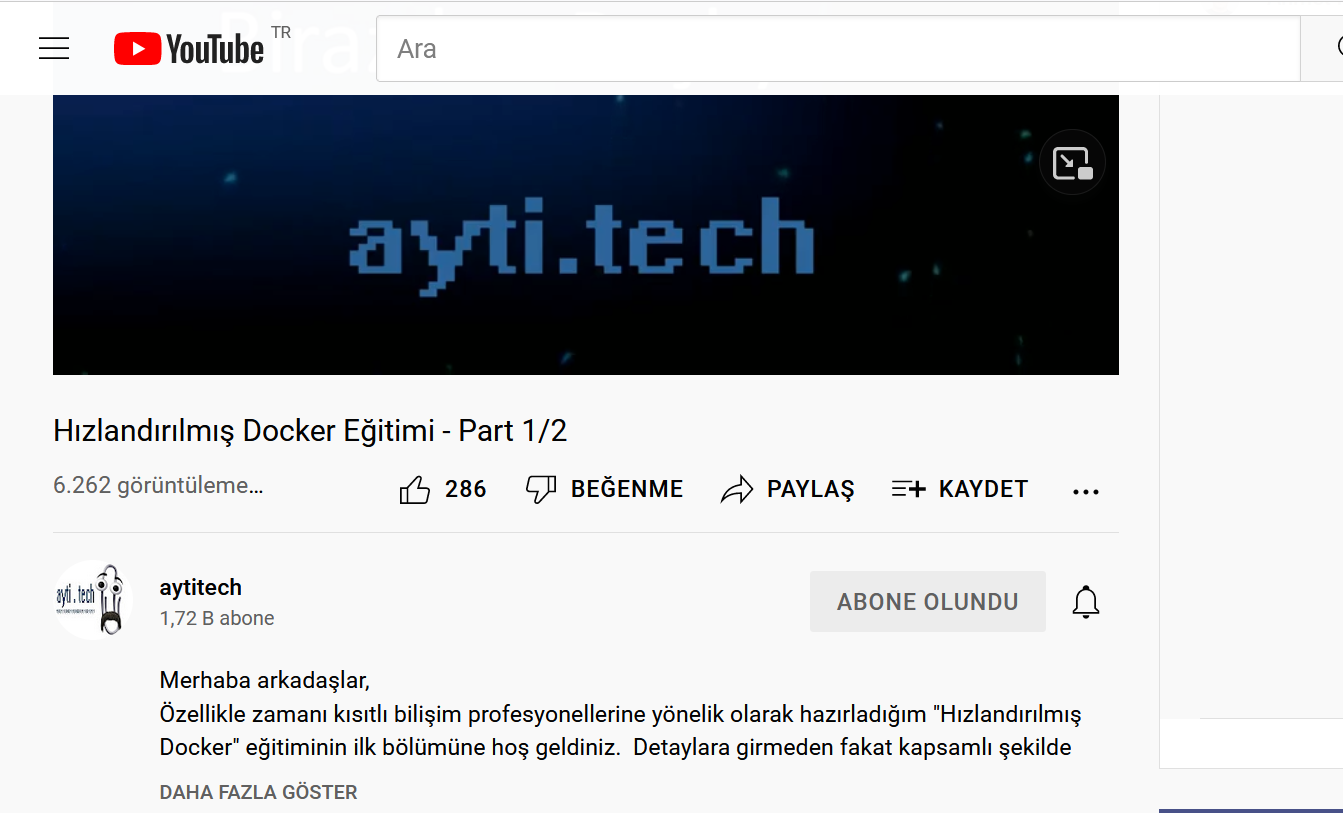 YouTube TR
Ara
ayti.tech
Hızlandırılmış Docker Eğitimi - Part 1/2
6.262 görüntüleme...
286 BEĞENME PAYLAŞ KAYDET
ayti.tech
aytitech
1,72 B abone
ABONE OLUNDU
Merhaba arkadaşlar,
Özellikle zamanı kısıtlı bilişim profesyonellerine yönelik olarak hazırladığım "Hızlandırılmış
Docker" eğitiminin ilk bölümüne hoş geldiniz.  Detaylara girmeden fakat kapsamlı şekilde
DAHA FAZLA GÖSTER